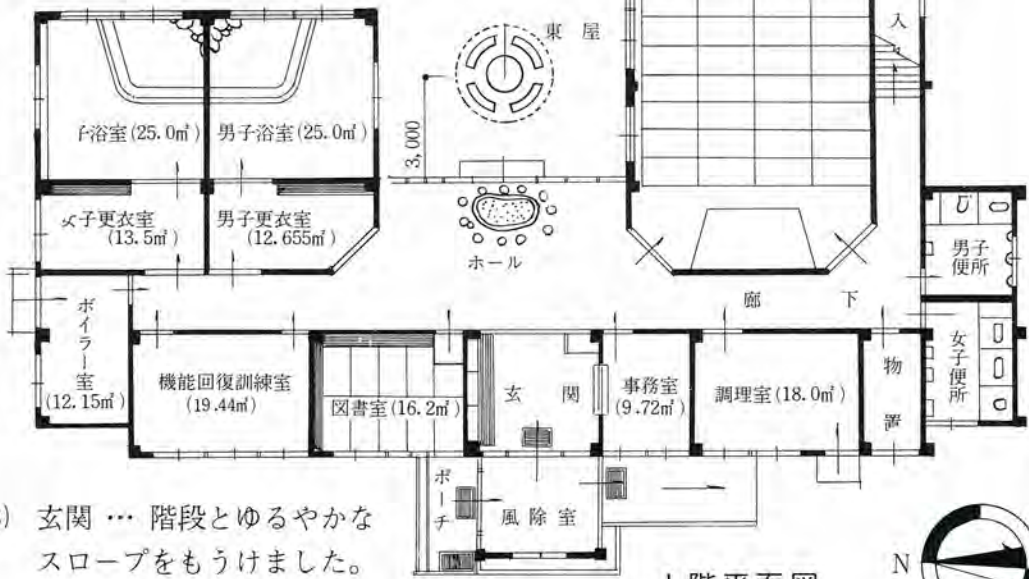 東屋
入
3,000
子浴室(25.0㎡)
男子浴室(25.0㎡)
女子更衣室
(13.5㎡)
男子更衣室
(12.655㎡)
ホール
男子
便所
廊下
ボイラー室
(12.15㎡)
機能回復訓練室
(19.44㎡)
図書室(16.2㎡)
玄関
事務室
(9.72㎡)
調理室(18.0㎡)
物置
女子便所
ポーチ
風除室
玄関 … 階段とゆるやかな
スロープをもうけました。
N